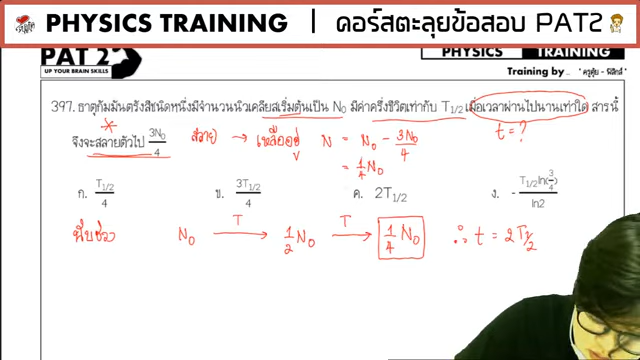 PHYSICS TRAINING | คอร์สตะลุยข้อสอบ PAT2
PAT 2
UP YOUR BRAIN SKILLS
PHYSICS TRAINING
Training by..
397. ธาตุกัมมันตรังสีชนิดหนึ่งมีจำนวนนิวเคลียสเริ่มต้นเป็น N₀ มีค่าครึ่งชีวิตเท่ากับ T1/2 เมื่อเวลาผ่านไปนานเท่าใด สารนี้
จึงจะสลายตัวไป 3N₀/4
สลาย → เหลืออยู่ N = N₀ - 3N₀/4
t = ?
= 1/4 N₀
ก. T1/2/4
ข. 3T1/2/4
ค. 2T1/2
ง. - T1/2 ln(3/4)/ln2
นับช่วง N₀ T→ 1/2 N₀ T→ 1/4 N₀ ∴ t = 2T1/2